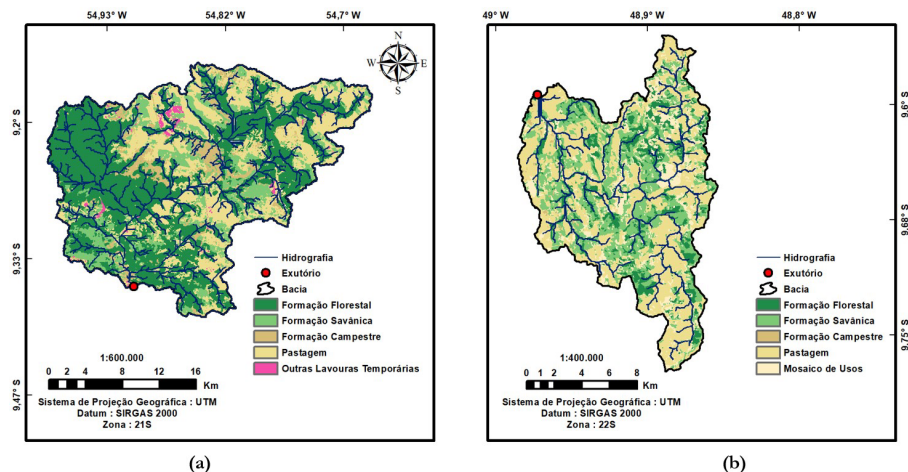 54,93° W
54,82° W
54,7° W
N
W
E
S
9,2° S
9,33° S
9,47° S
Hidrografia
Exutório
Bacia
Formação Florestal
Formação Savânica
Formação Campestre
Pastagem
Outras Lavouras Temporárias
1:600.000
0 2 4 8 12 16
Km
Sistema de Projeção Geográfica : UTM
Datum : SIRGAS 2000
Zona : 21S
(a)
49° W
48,9° W
48,8° W
9,6° S
9,68° S
9,75° S
Hidrografia
Exutório
Bacia
Formação Florestal
Formação Savânica
Formação Campestre
Pastagem
Mosaico de Usos
1:400.000
0 1 2 4 6 8
Km
Sistema de Projeção Geográfica : UTM
Datum : SIRGAS 2000
Zona : 22S
(b)